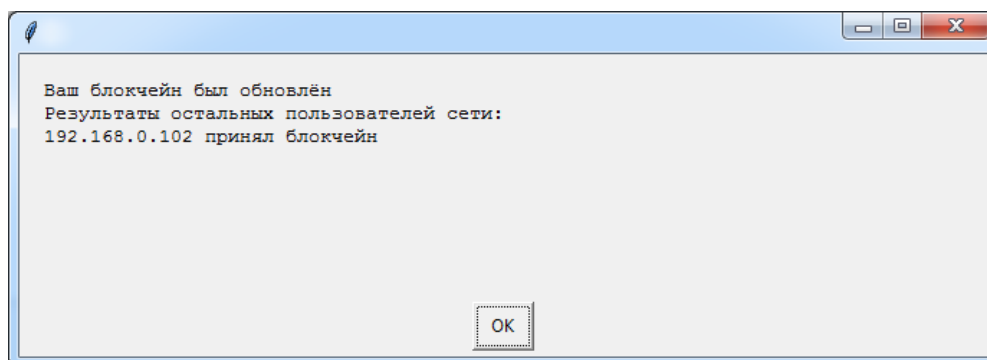 Ваш блокчейн был обновлён
Результаты остальных пользователей сети:
192.168.0.102 принял блокчейн
OK